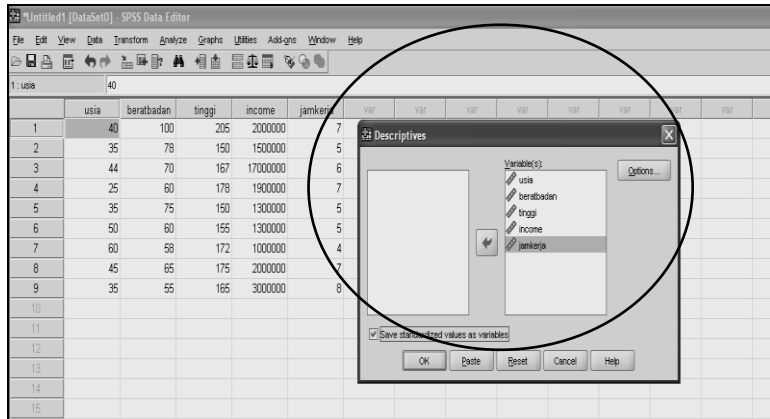 *Untitled1 [DataSet0] - SPSS Data Editor
File Edit View Data Transform Analyze Graphs Utilities Add-ons Window Help
1 : usia 40
usia beratbadan tinggi income jamkerja var var var var var var var var
1 40 100 205 2000000 7
2 35 78 150 1500000 5
3 44 70 167 17000000 6
4 25 60 178 1900000 7
5 35 75 150 1300000 5
6 50 60 155 1300000 5
7 60 58 172 1000000 4
8 45 65 175 2000000 7
9 35 55 165 3000000 8
10
11
12
13
14
15
Descriptives
Variable(s):
usia
beratbadan
tinggi
income
jamkerja
Options...
Save standardized values as variables
OK Paste Reset Cancel Help